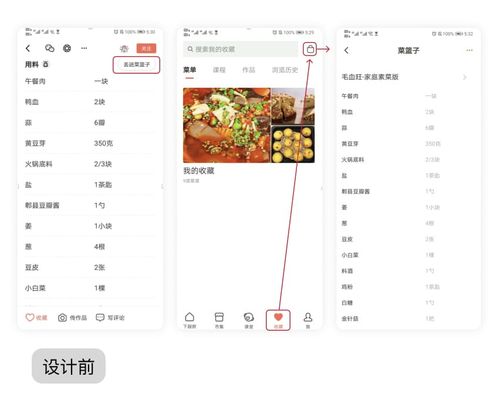 100% 5:30
关注
用料
丢进菜篮子
午餐肉 一块
鸭血 2块
蒜 6瓣
黄豆芽 350克
火锅底料 2/3块
盐 1茶匙
郫县豆瓣酱 1勺
姜 1小块
葱 4根
豆皮 2张
小白菜 1棵
收藏 传作品 写评论
100% 5:29
搜索我的收藏
菜单 课程 作品 浏览历史
我的收藏
下厨房 市集 课堂 收藏 我
100% 5:32
菜篮子
毛血旺·家庭素菜版
午餐肉 一块
鸭血 2块
蒜 6瓣
黄豆芽 350克
火锅底料 2/3块
盐 1茶匙
郫县豆瓣酱 1勺
姜 1小块
葱 4根
豆皮 2张
小白菜 1棵
料酒 1勺
鸡粉 1茶匙
白糖 1勺
金针菇 1把
设计前